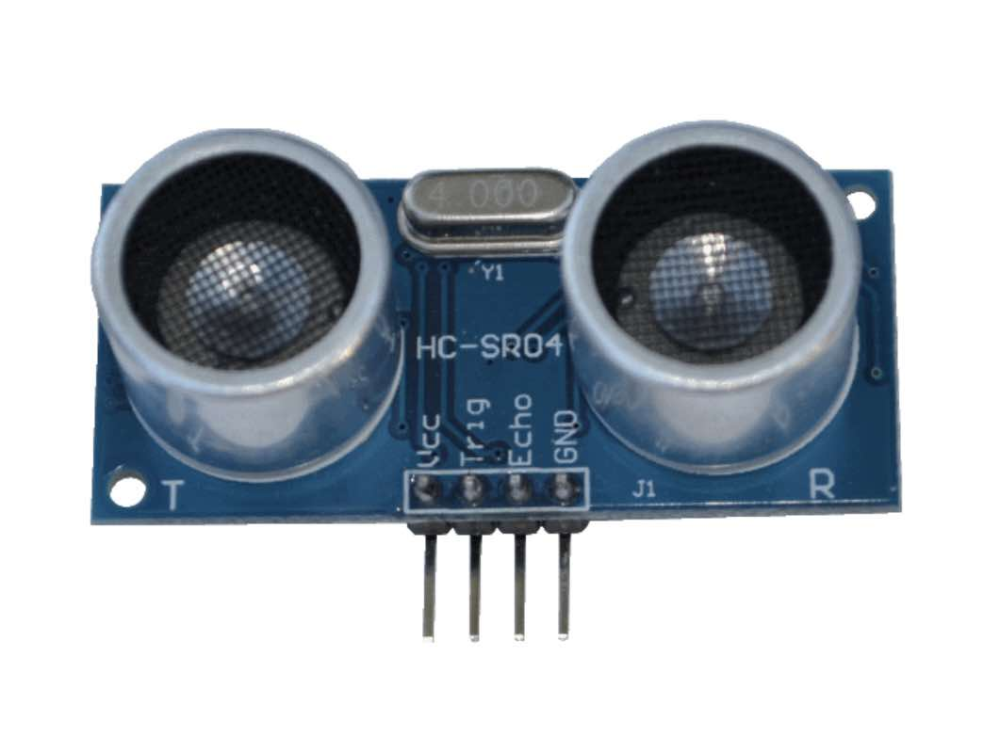 4.000
Y1
HC-SR04
Vcc
Trig
Echo
GND
T
J1
R